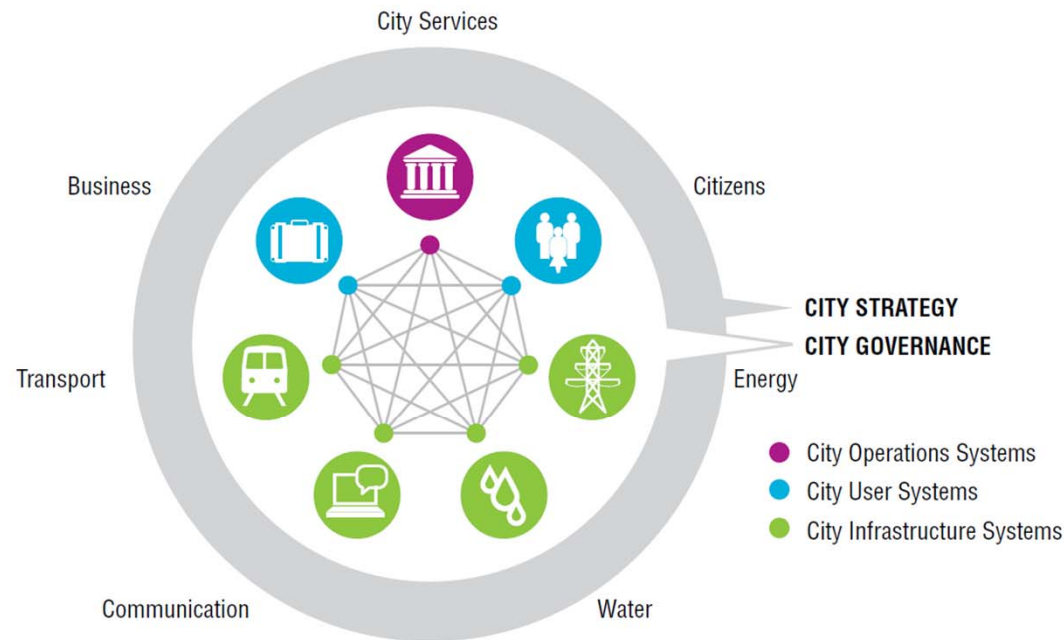 City Services
Business
Citizens
CITY STRATEGY
CITY GOVERNANCE
Transport
Energy
City Operations Systems
City User Systems
City Infrastructure Systems
Communication
Water